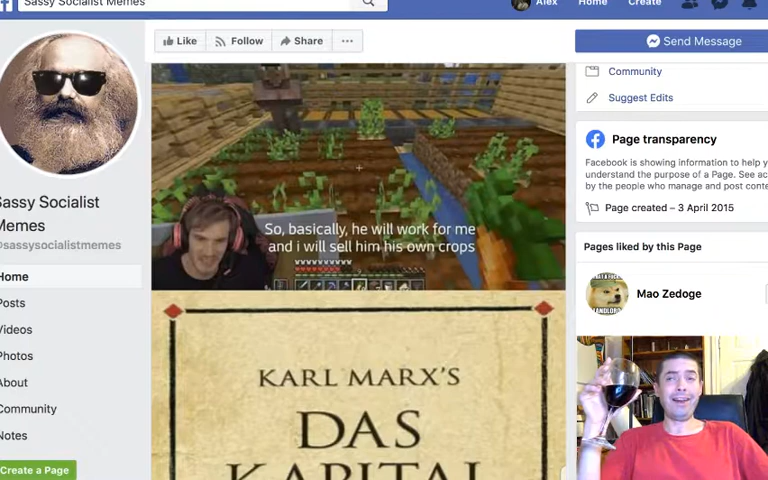 Sassy Socialist Memes
Alex Home Create
Like Follow Share ...
Send Message
Community
Suggest Edits
Page transparency
Facebook is showing information to help y
understand the purpose of a Page. See ac
by the people who manage and post conte
Page created – 3 April 2015
Pages liked by this Page
Mao Zedoge
Sassy Socialist
Memes
@sassysocialistmemes
Home
Posts
Videos
Photos
About
Community
Notes
Create a Page
So, basically, he will work for me
and i will sell him his own crops
KARL MARX'S
DAS
KAPITAL